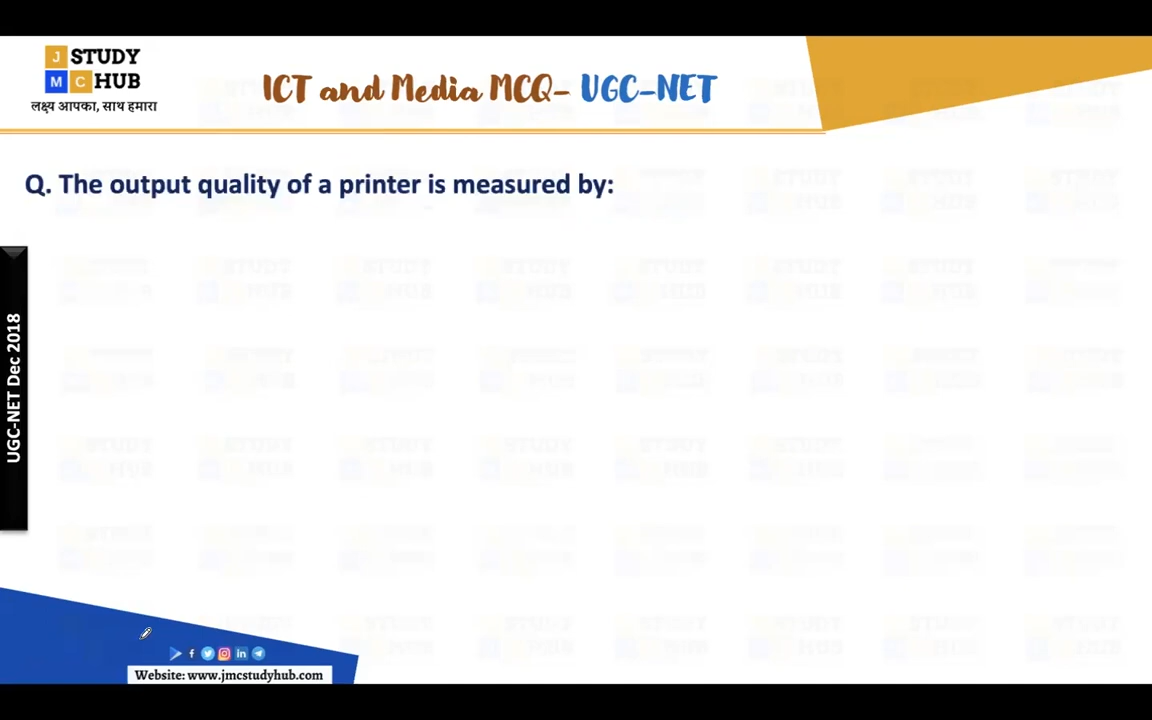 J STUDY
M C HUB
लक्ष्य आपका, साथ हमारा
ICT and Media MCQ- UGC-NET
Q. The output quality of a printer is measured by:
UGC-NET Dec 2018
Website: www.jmcstudyhub.com